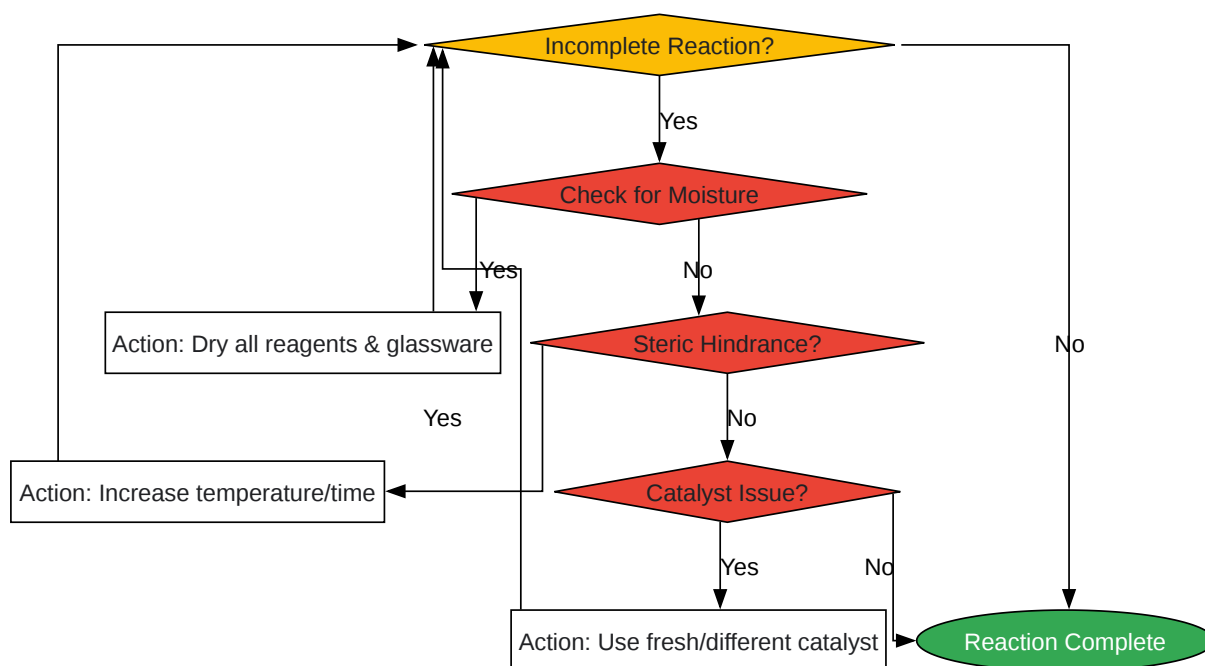 Incomplete Reaction?
Yes
Check for Moisture
Yes
No
Action: Dry all reagents & glassware
Steric Hindrance?
No
Yes
No
Action: Increase temperature/time
Catalyst Issue?
Yes
No
Action: Use fresh/different catalyst
Reaction Complete